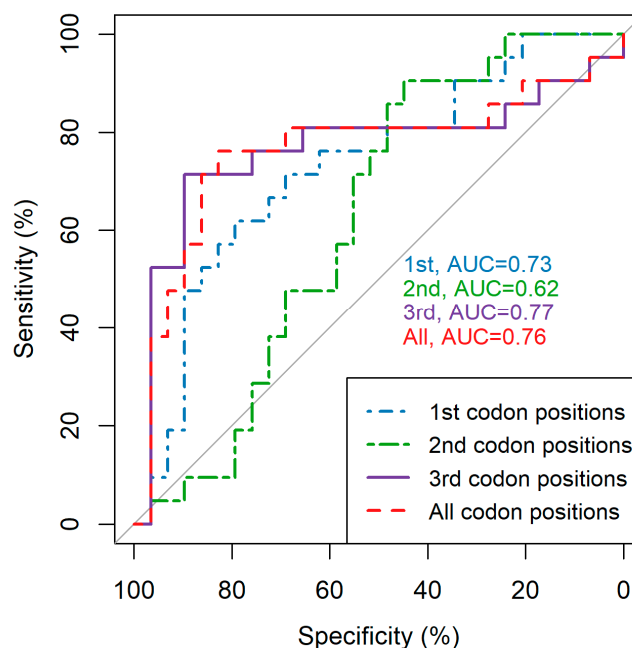 100
80
60
40
20
0
Sensitivity (%)
1st, AUC=0.73
2nd, AUC=0.62
3rd, AUC=0.77
All, AUC=0.76
1st codon positions
2nd codon positions
3rd codon positions
All codon positions
100 80 60 40 20 0
Specificity (%)